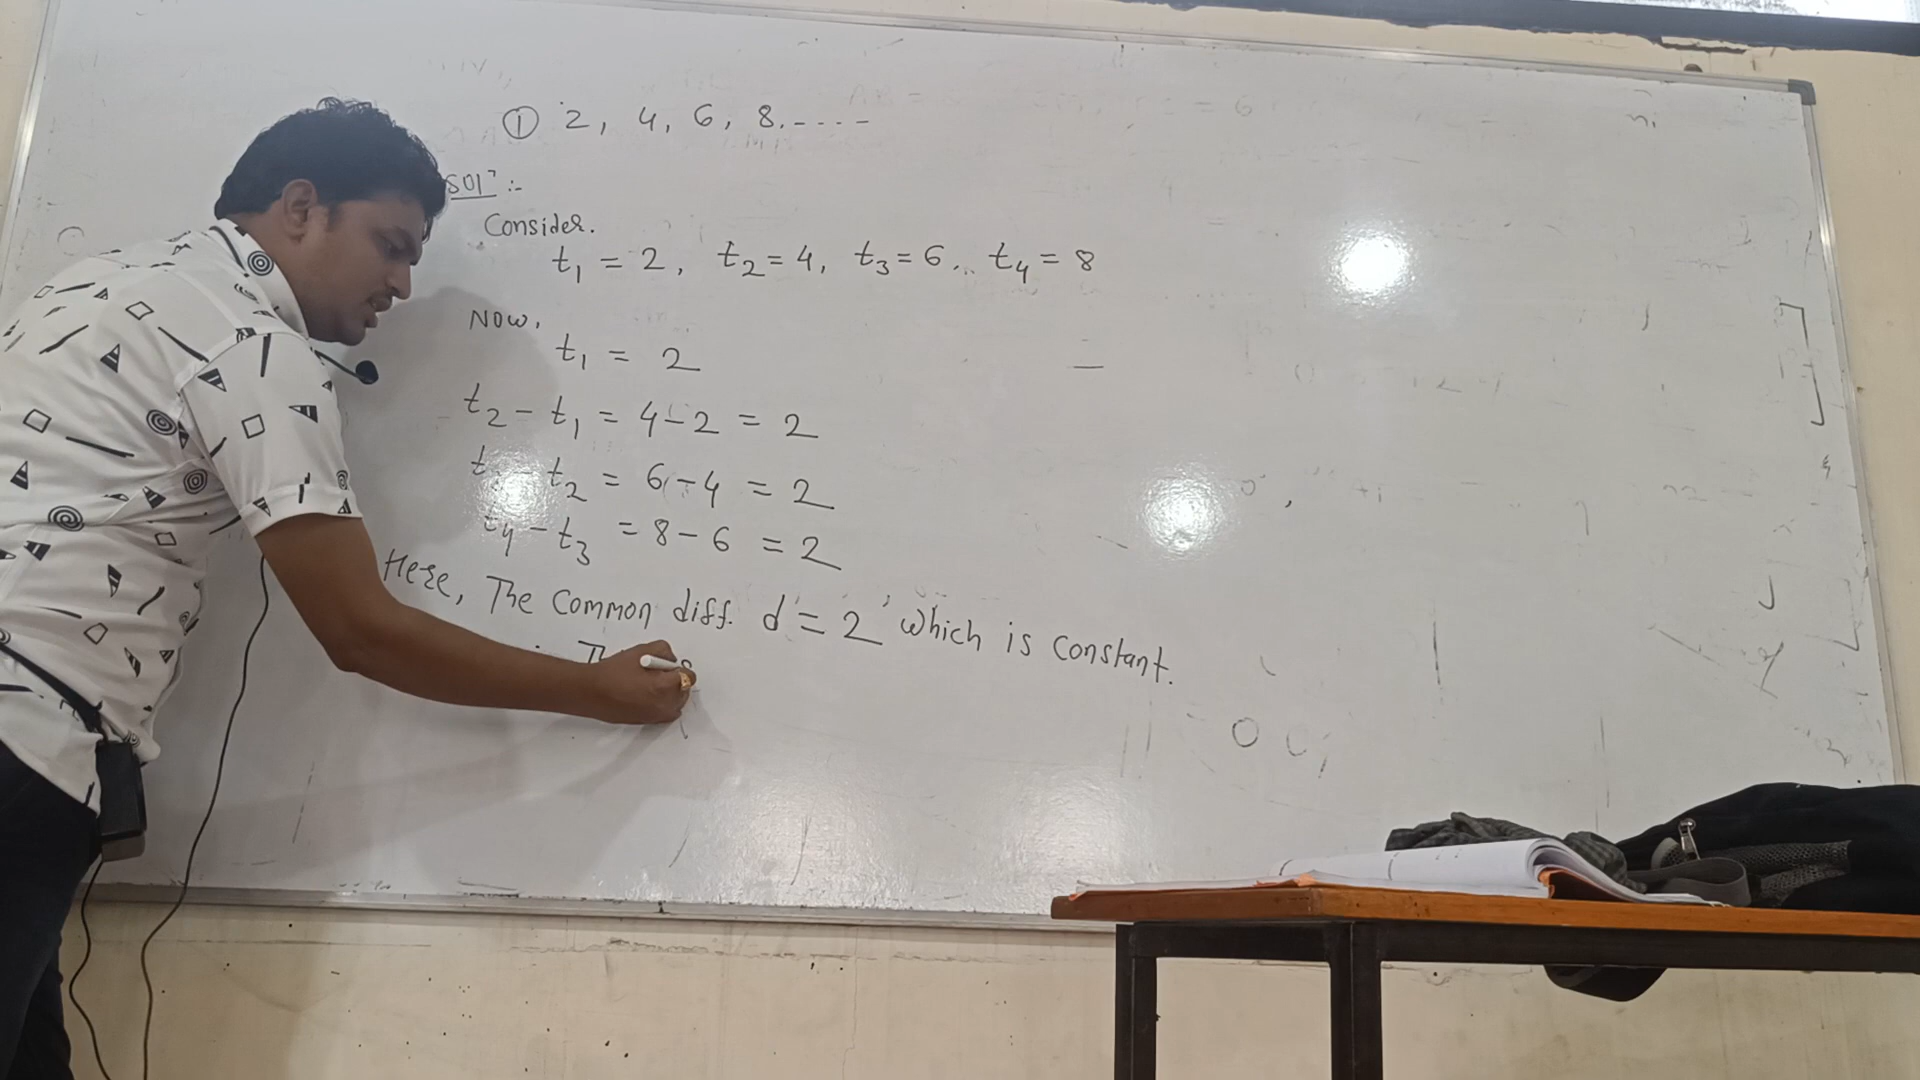 ① 2, 4, 6, 8.----
Solⁿ :-
Consider.
t₁ = 2, t₂ = 4, t₃ = 6, t₄ = 8
Now,
t₁ = 2
t₂ - t₁ = 4 - 2 = 2
t - t₂ = 6 - 4 = 2
t₄ - t₃ = 8 - 6 = 2
Here, The Common diff. d = 2 which is constant.